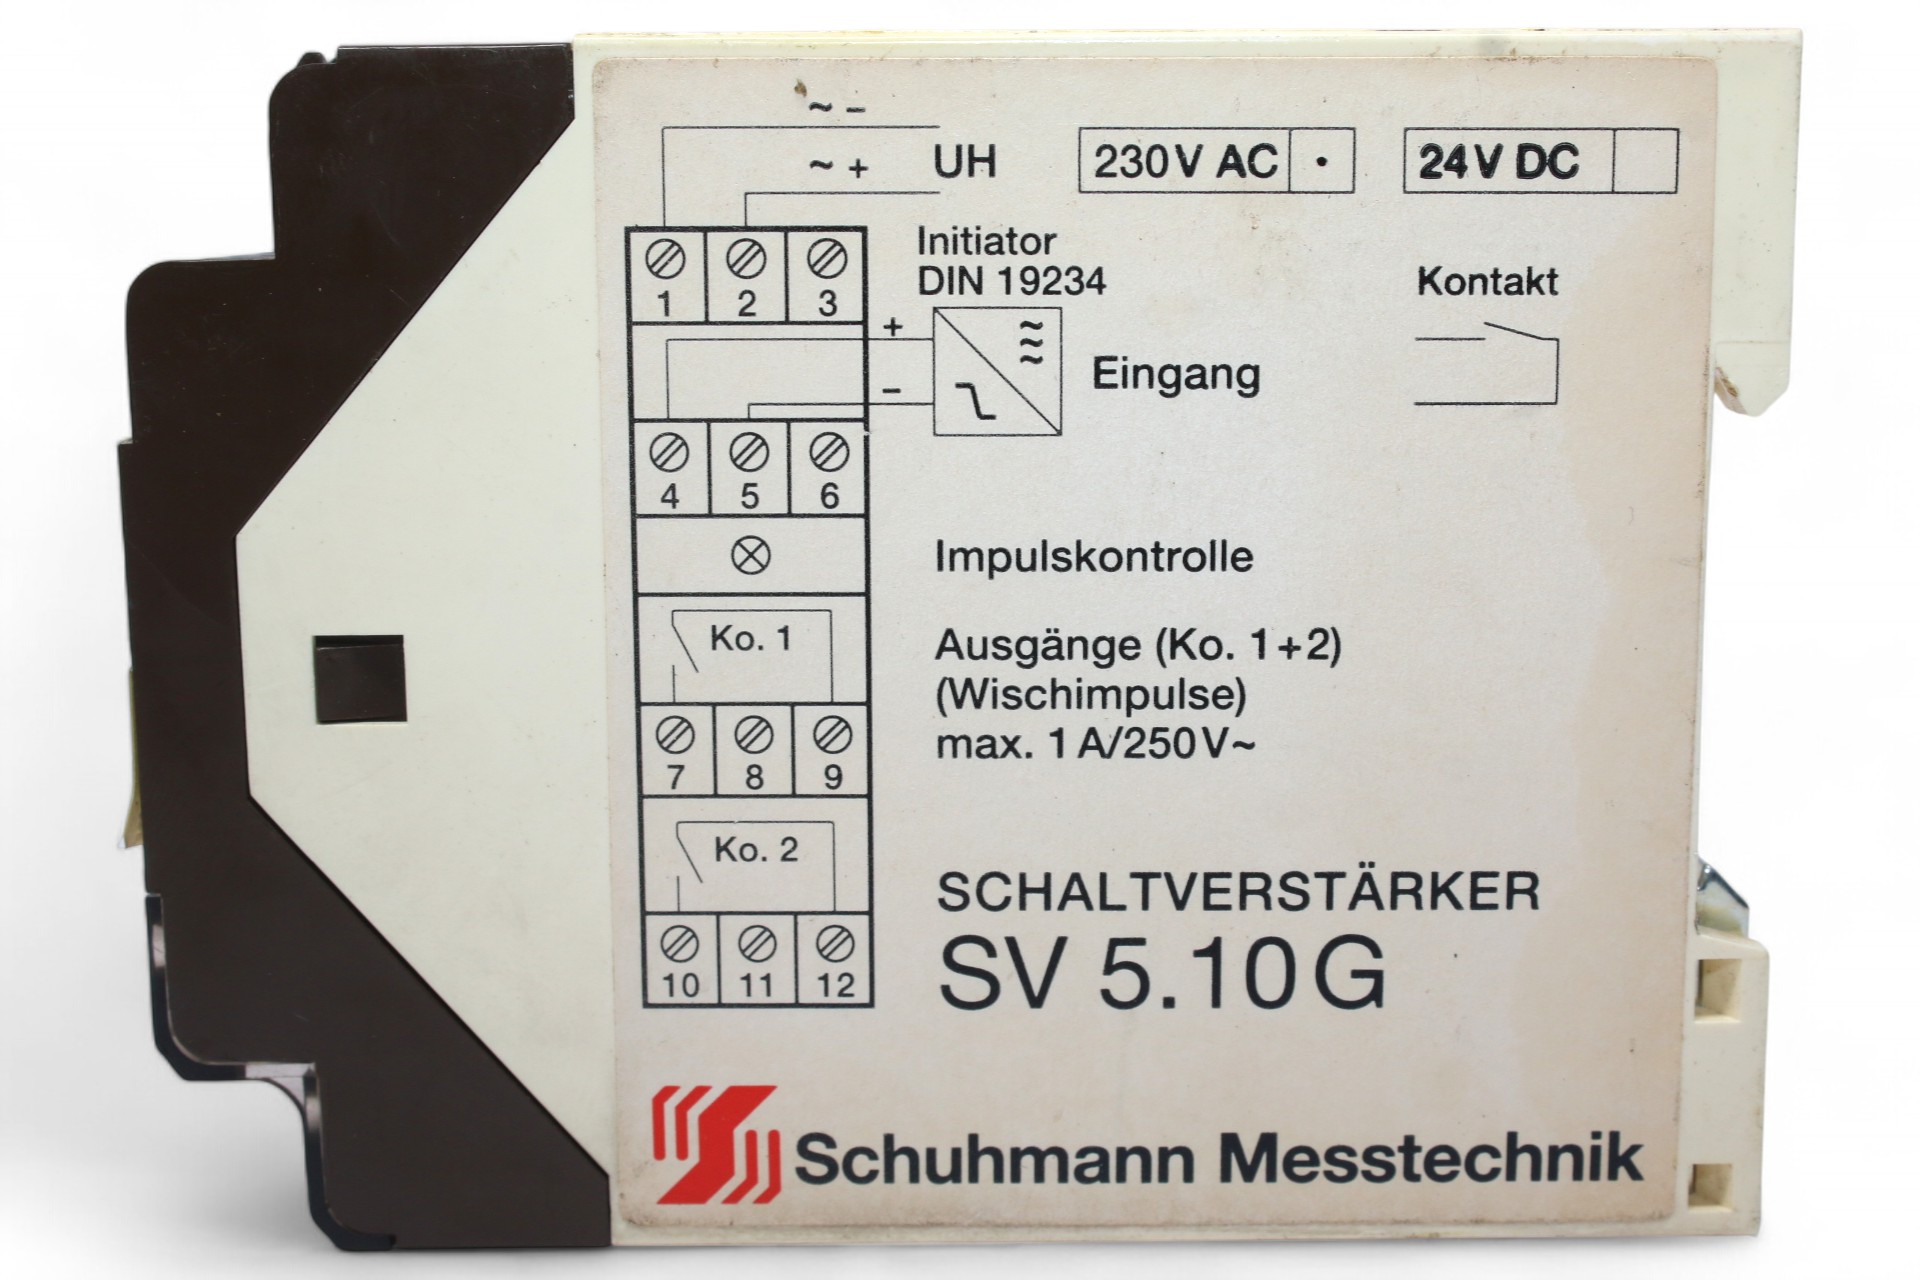 ~ -
~ + UH 230V AC · 24V DC
1 2 3
Initiator
DIN 19234
Kontakt
+
-
Eingang
4 5 6
Impulskontrolle
Ko. 1
Ausgänge (Ko. 1+2)
(Wischimpulse)
max. 1A/250V~
7 8 9
Ko. 2
SCHALTVERSTÄRKER
SV 5.10G
10 11 12
Schuhmann Messtechnik